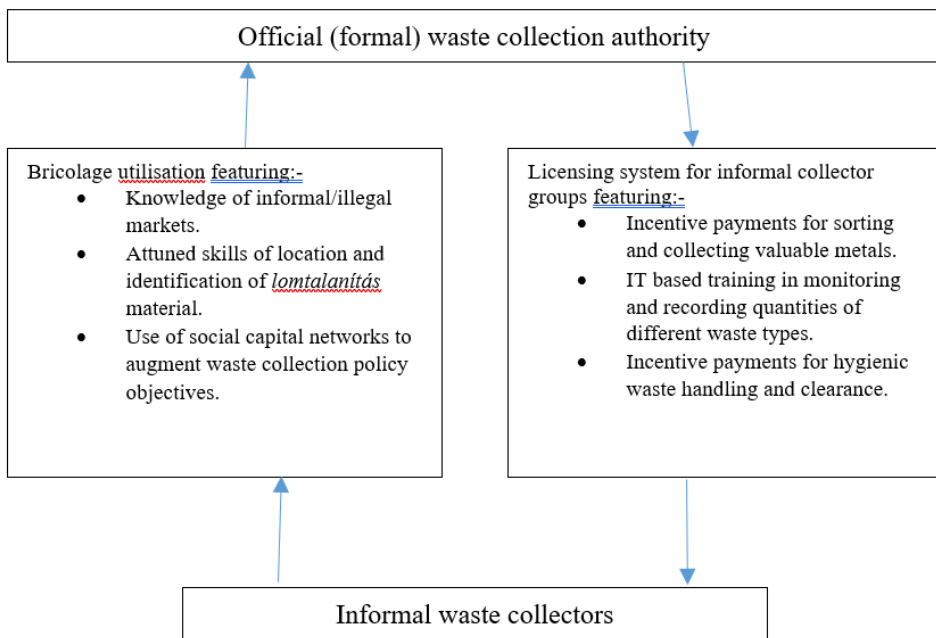 Official (formal) waste collection authority
Bricolage utilisation featuring:-
• Knowledge of informal/illegal
markets.
• Attuned skills of location and
identification of lomtalanítás
material.
• Use of social capital networks to
augment waste collection policy
objectives.
Licensing system for informal collector
groups featuring:-
• Incentive payments for sorting
and collecting valuable metals.
• IT based training in monitoring
and recording quantities of
different waste types.
• Incentive payments for hygienic
waste handling and clearance.
Informal waste collectors